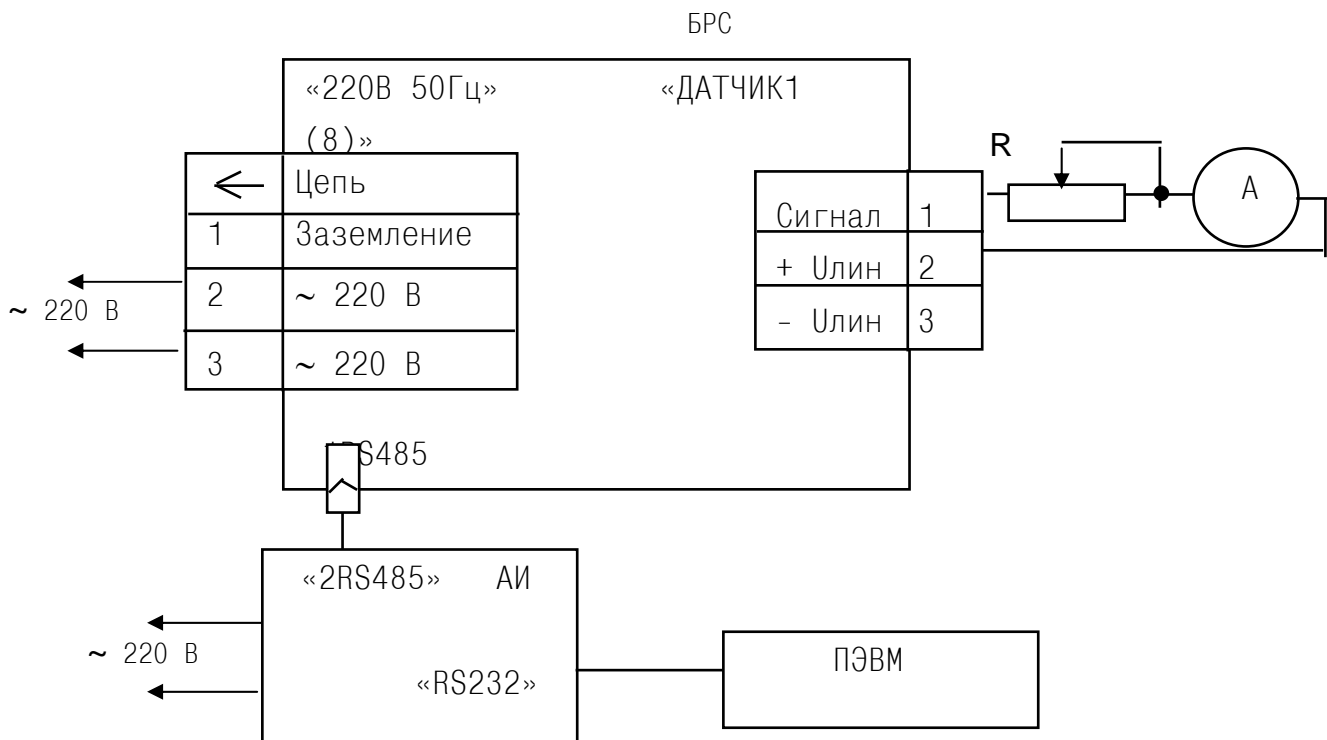 БРС
«220В 50Гц»
(8)»
«ДАТЧИК1
Цепь
1 Заземление
2 ~ 220 В
3 ~ 220 В
~ 220 В
Сигнал 1
+ Uлин 2
- Uлин 3
R
A
RS485
«2RS485» АИ
«RS232»
~ 220 В
ПЭВМ